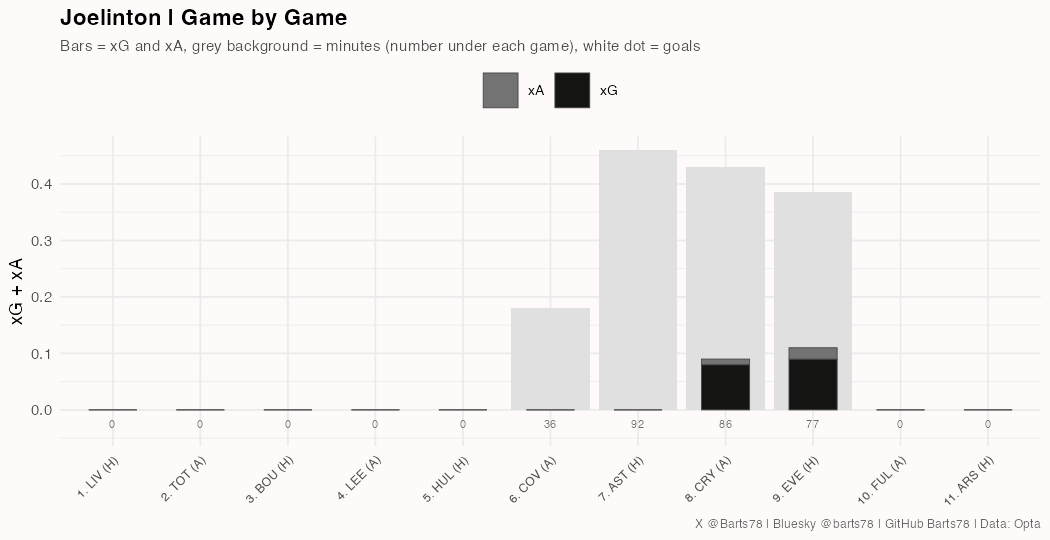 Joelinton | Game by Game
Bars = xG and xA, grey background = minutes (number under each game), white dot = goals
xA xG
xG + xA
0.4
0.3
0.2
0.1
0.0
0 0 0 0 0 36 92 86 77 0 0
1. LIV (H) 2. TOT (A) 3. BOU (H) 4. LEE (A) 5. HUL (H) 6. COV (A) 7. AST (H) 8. CRY (A) 9. EVE (H) 10. FUL (A) 11. ARS (H)
X @Barts78 | Bluesky @barts78 | GitHub Barts78 | Data: Opta